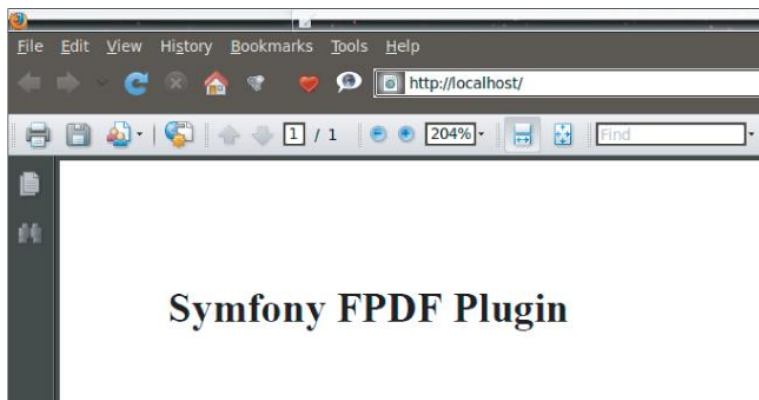 File Edit View History Bookmarks Tools Help
http://localhost/
1 / 1 204% Find
Symfony FPDF Plugin